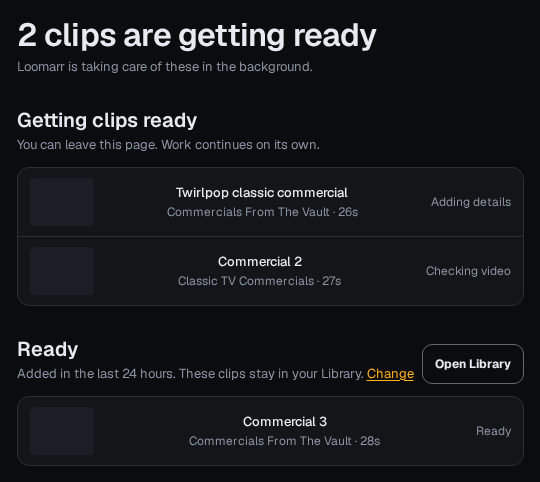 2 clips are getting ready
Loomarr is taking care of these in the background.
Getting clips ready
You can leave this page. Work continues on its own.
Twirlpop classic commercial
Commercials From The Vault · 26s
Adding details
Commercial 2
Classic TV Commercials · 27s
Checking video
Ready
Added in the last 24 hours. These clips stay in your Library. Change
Open Library
Commercial 3
Commercials From The Vault · 28s
Ready